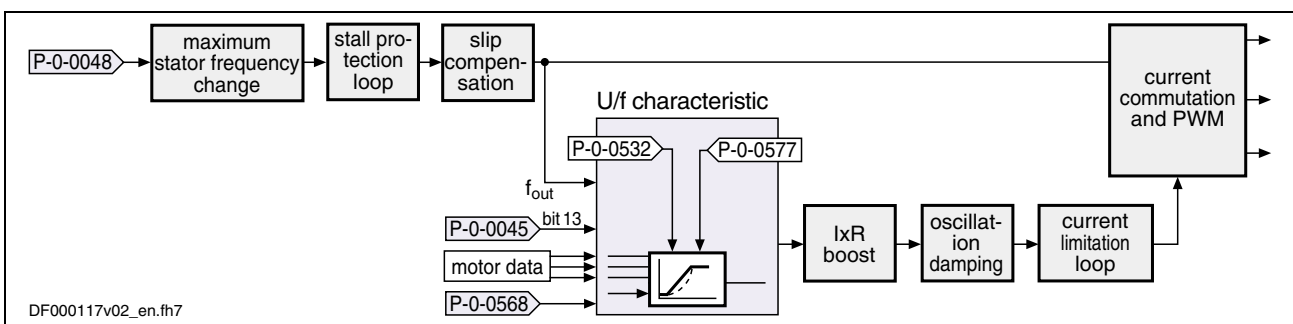 P-0-0048
maximum
stator frequency
change
stall pro-
tection
loop
slip
compen-
sation
current
commutation
and PWM
U/f characteristic
P-0-0532
P-0-0577
fout
P-0-0045
bit 13
motor data
P-0-0568
IxR
boost
oscillat-
ion
damping
current
limitation
loop
DF000117v02_en.fh7